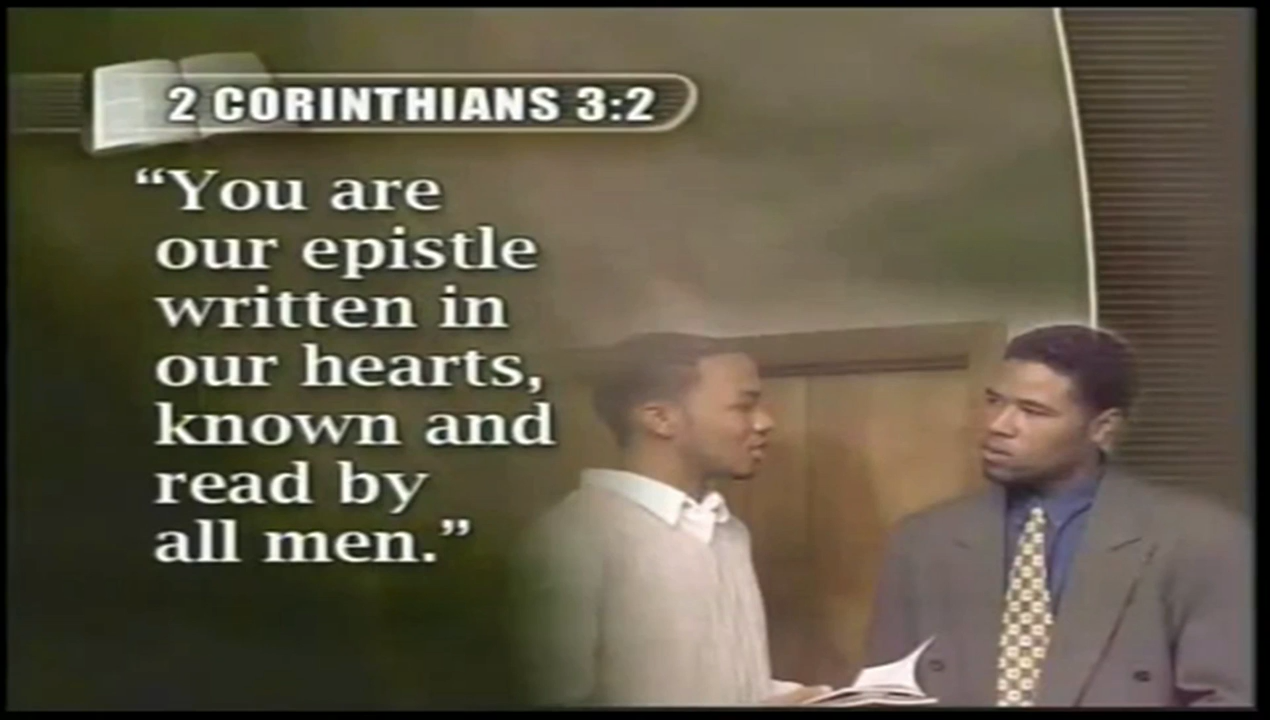 2 CORINTHIANS 3:2
“You are
our epistle
written in
our hearts,
known and
read by
all men.”